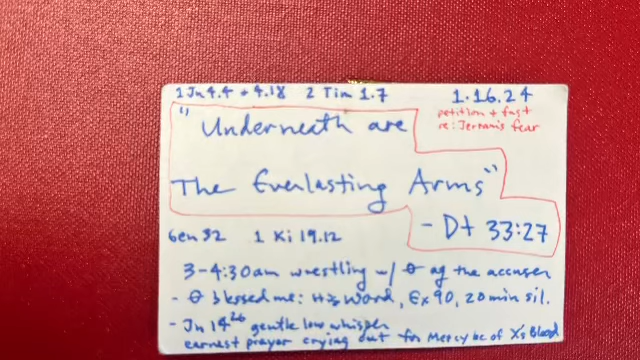 1 Jn 4.4 + 4.18 2 Tim 1.7 1.16.24
petition + fast
re: Jerram's fear
"Underneath are
The Everlasting Arms"
- Dt 33:27
Gen 32 1 Ki 19.12
3-4:30am wrestling w/ θ ag the accuser
- θ blessed me: His Word, Ex 90, 20 min sil.
- Jn 14 26 gentle low whisper
earnest prayer crying out for Mercy bc of X's Blood